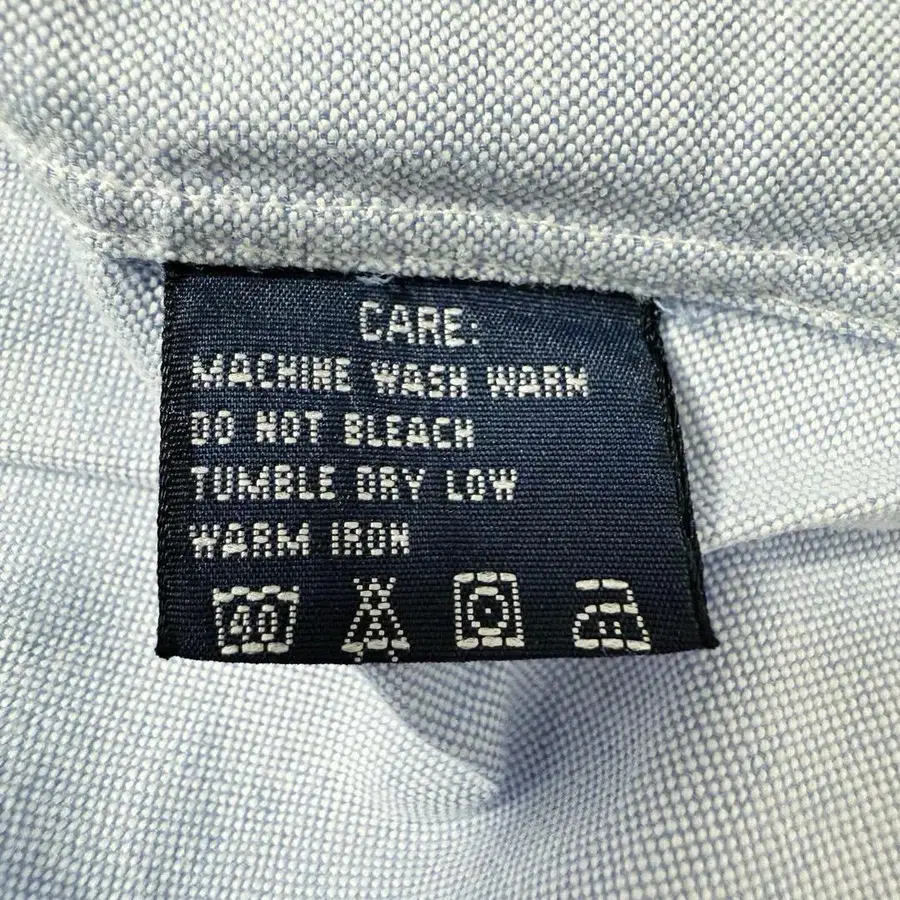 CARE:
MACHINE WASH WARM
DO NOT BLEACH
TUMBLE DRY LOW
WARM IRON
40